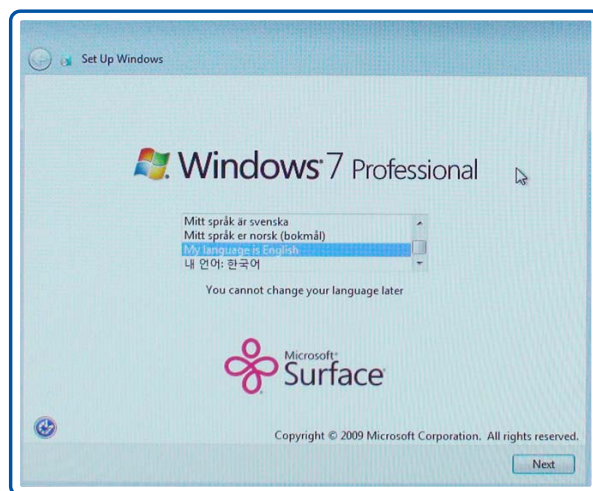 Set Up Windows
Windows® 7 Professional
Mitt språk är svenska
Mitt språk er norsk (bokmål)
My language is English
내 언어: 한국어
You cannot change your language later
Microsoft®
Surface
Copyright © 2009 Microsoft Corporation. All rights reserved.
Next